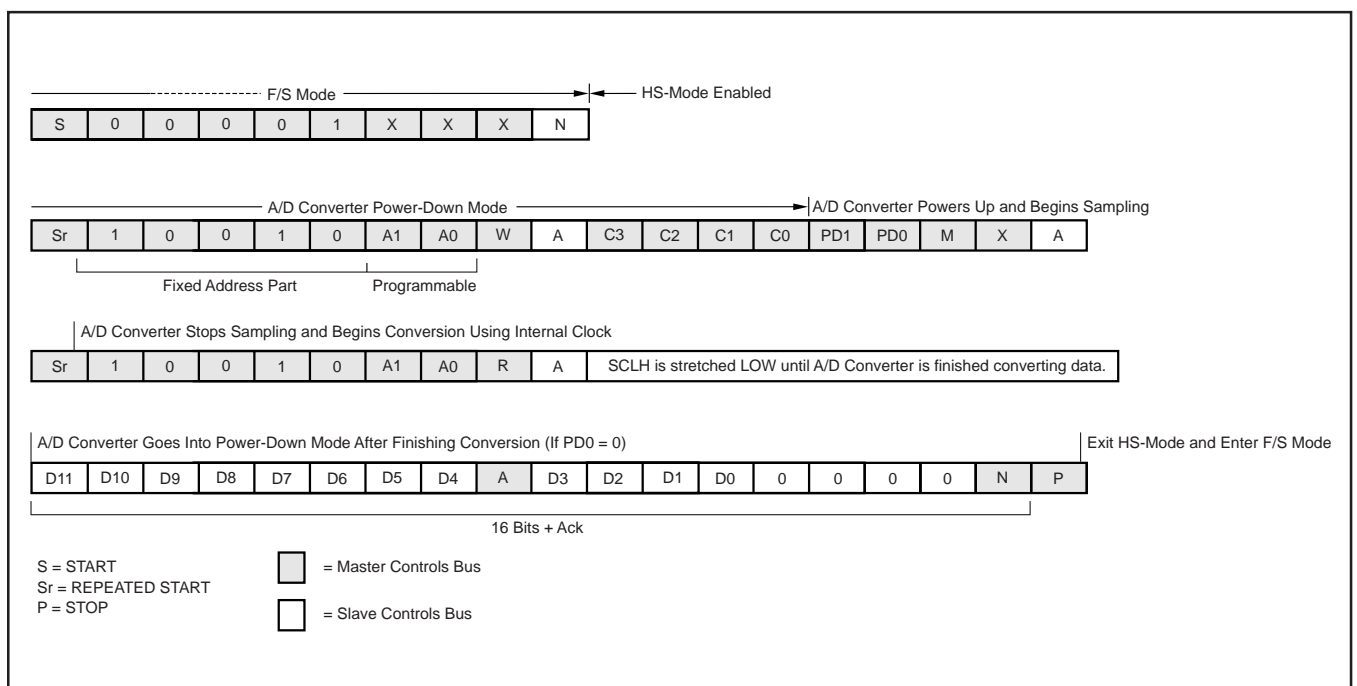 F/S Mode HS-Mode Enabled
S 0 0 0 0 1 X X X N
A/D Converter Power-Down Mode A/D Converter Powers Up and Begins Sampling
Sr 1 0 0 1 0 A1 A0 W A C3 C2 C1 C0 PD1 PD0 M X A
Fixed Address Part Programmable
A/D Converter Stops Sampling and Begins Conversion Using Internal Clock
Sr 1 0 0 1 0 A1 A0 R A SCLH is stretched LOW until A/D Converter is finished converting data.
A/D Converter Goes Into Power-Down Mode After Finishing Conversion (If PD0 = 0) Exit HS-Mode and Enter F/S Mode
D11 D10 D9 D8 D7 D6 D5 D4 A D3 D2 D1 D0 0 0 0 0 N P
16 Bits + Ack
S = START
Sr = REPEATED START
P = STOP
= Master Controls Bus
= Slave Controls Bus